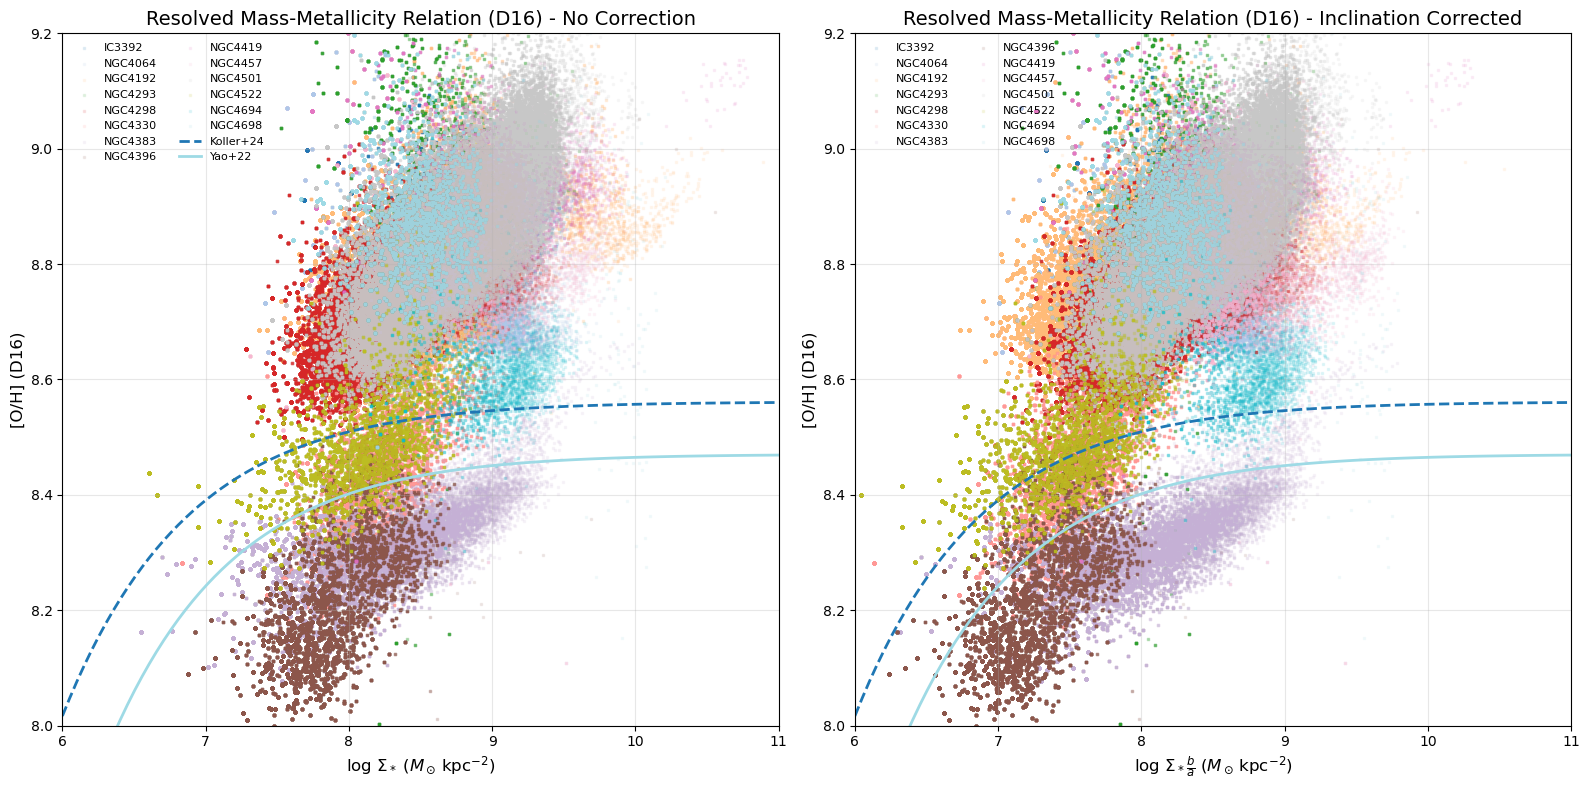 Resolved Mass-Metallicity Relation (D16) - No Correction
[O/H] (D16)
9.2
9.0
8.8
8.6
8.4
8.2
8.0
IC3392
NGC4064
NGC4192
NGC4293
NGC4298
NGC4330
NGC4383
NGC4396
NGC4419
NGC4457
NGC4501
NGC4522
NGC4694
NGC4698
Koller+24
Yao+22
6 7 8 9 10 11
log Σ* (M⊙ kpc⁻²)
Resolved Mass-Metallicity Relation (D16) - Inclination Corrected
[O/H] (D16)
9.2
9.0
8.8
8.6
8.4
8.2
8.0
IC3392
NGC4064
NGC4192
NGC4293
NGC4298
NGC4330
NGC4383
NGC4396
NGC4419
NGC4457
NGC4501
NGC4522
NGC4694
NGC4698
6 7 8 9 10 11
log Σ* b/a (M⊙ kpc⁻²)